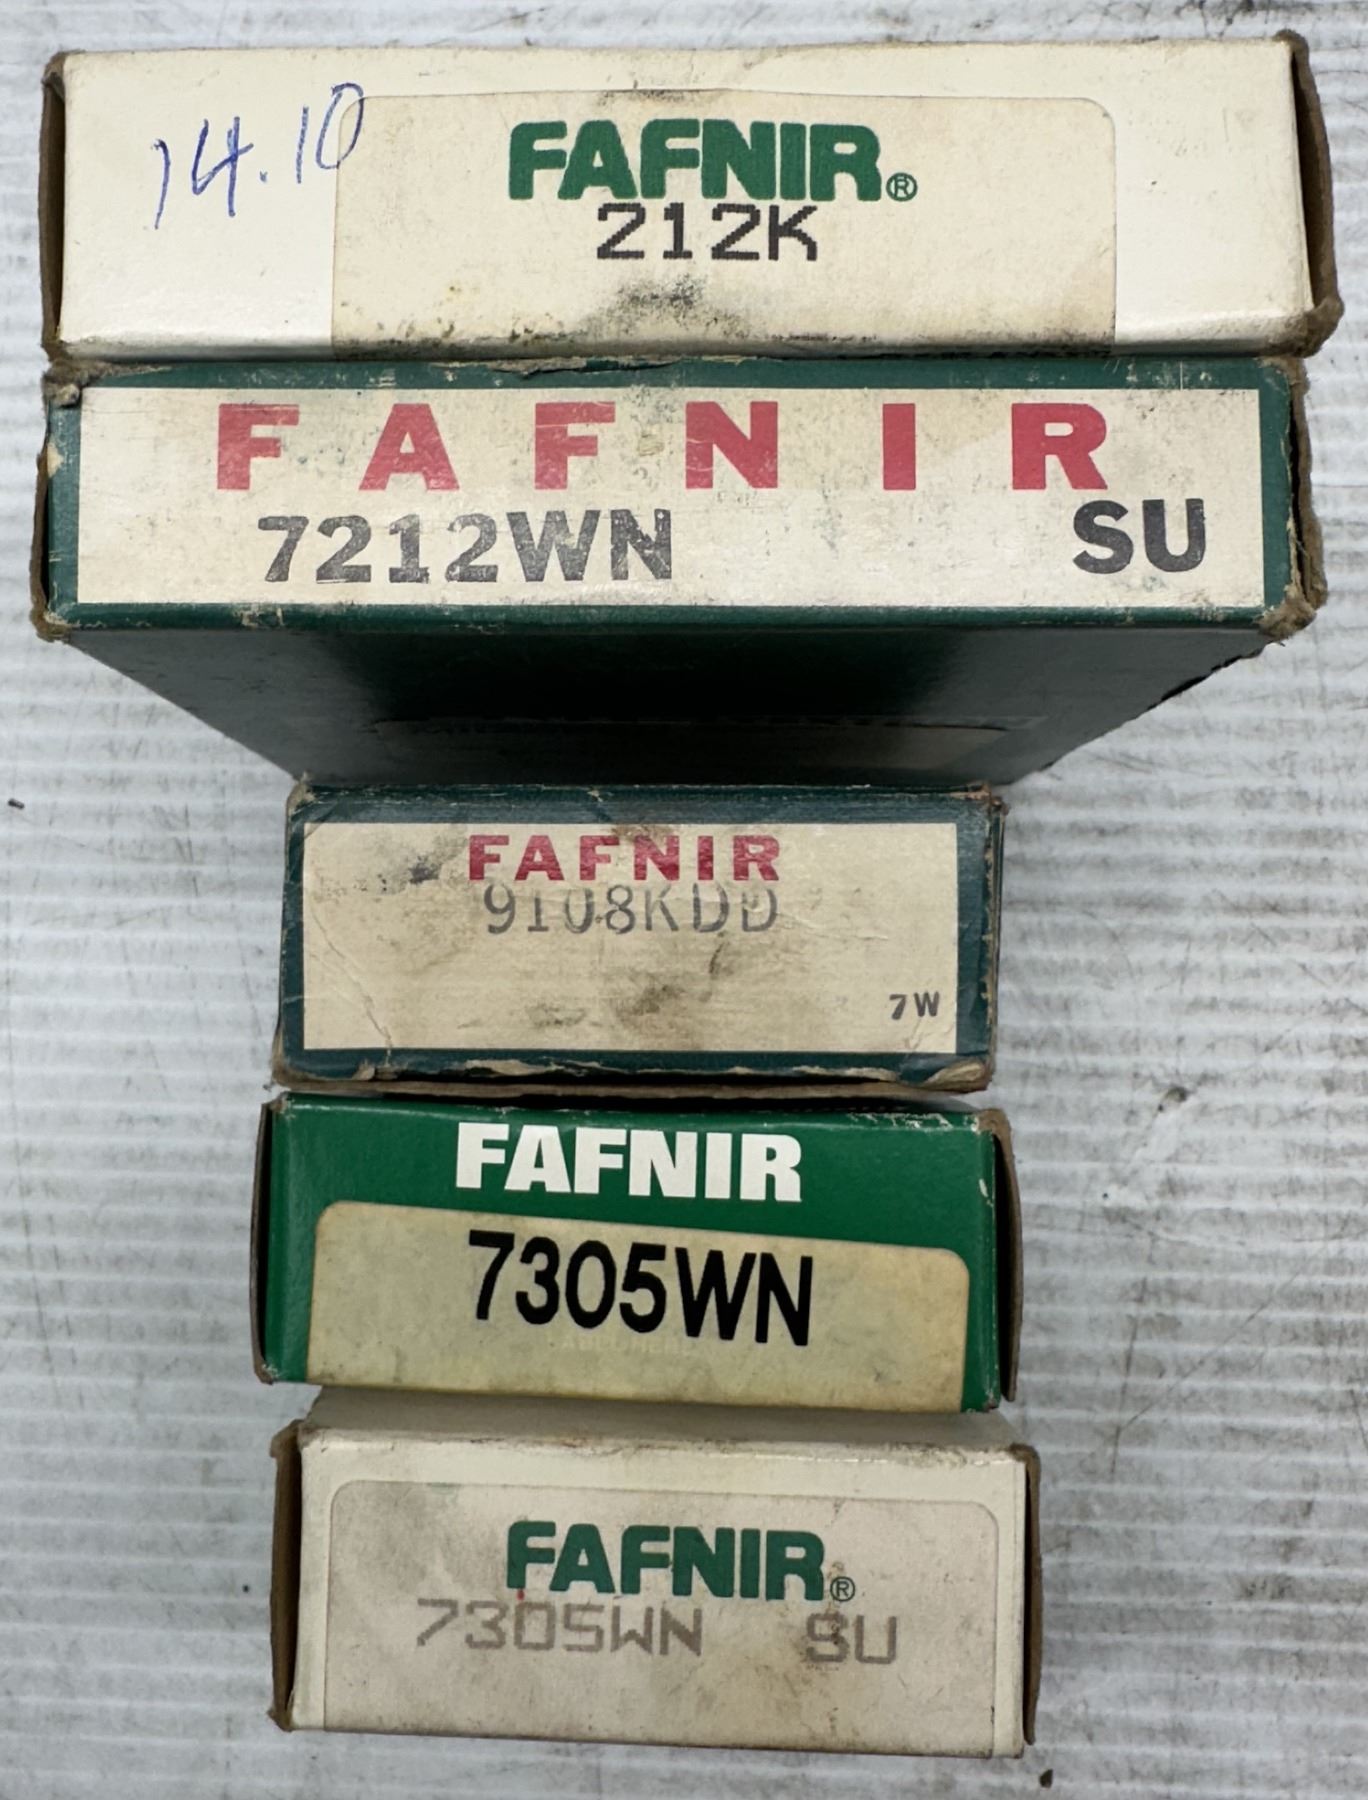 14.10
FAFNIR®
212K
FAFNIR
7212WN SU
FAFNIR
9108KDD
7W
FAFNIR
7305WN
FAFNIR®
7305WN SU